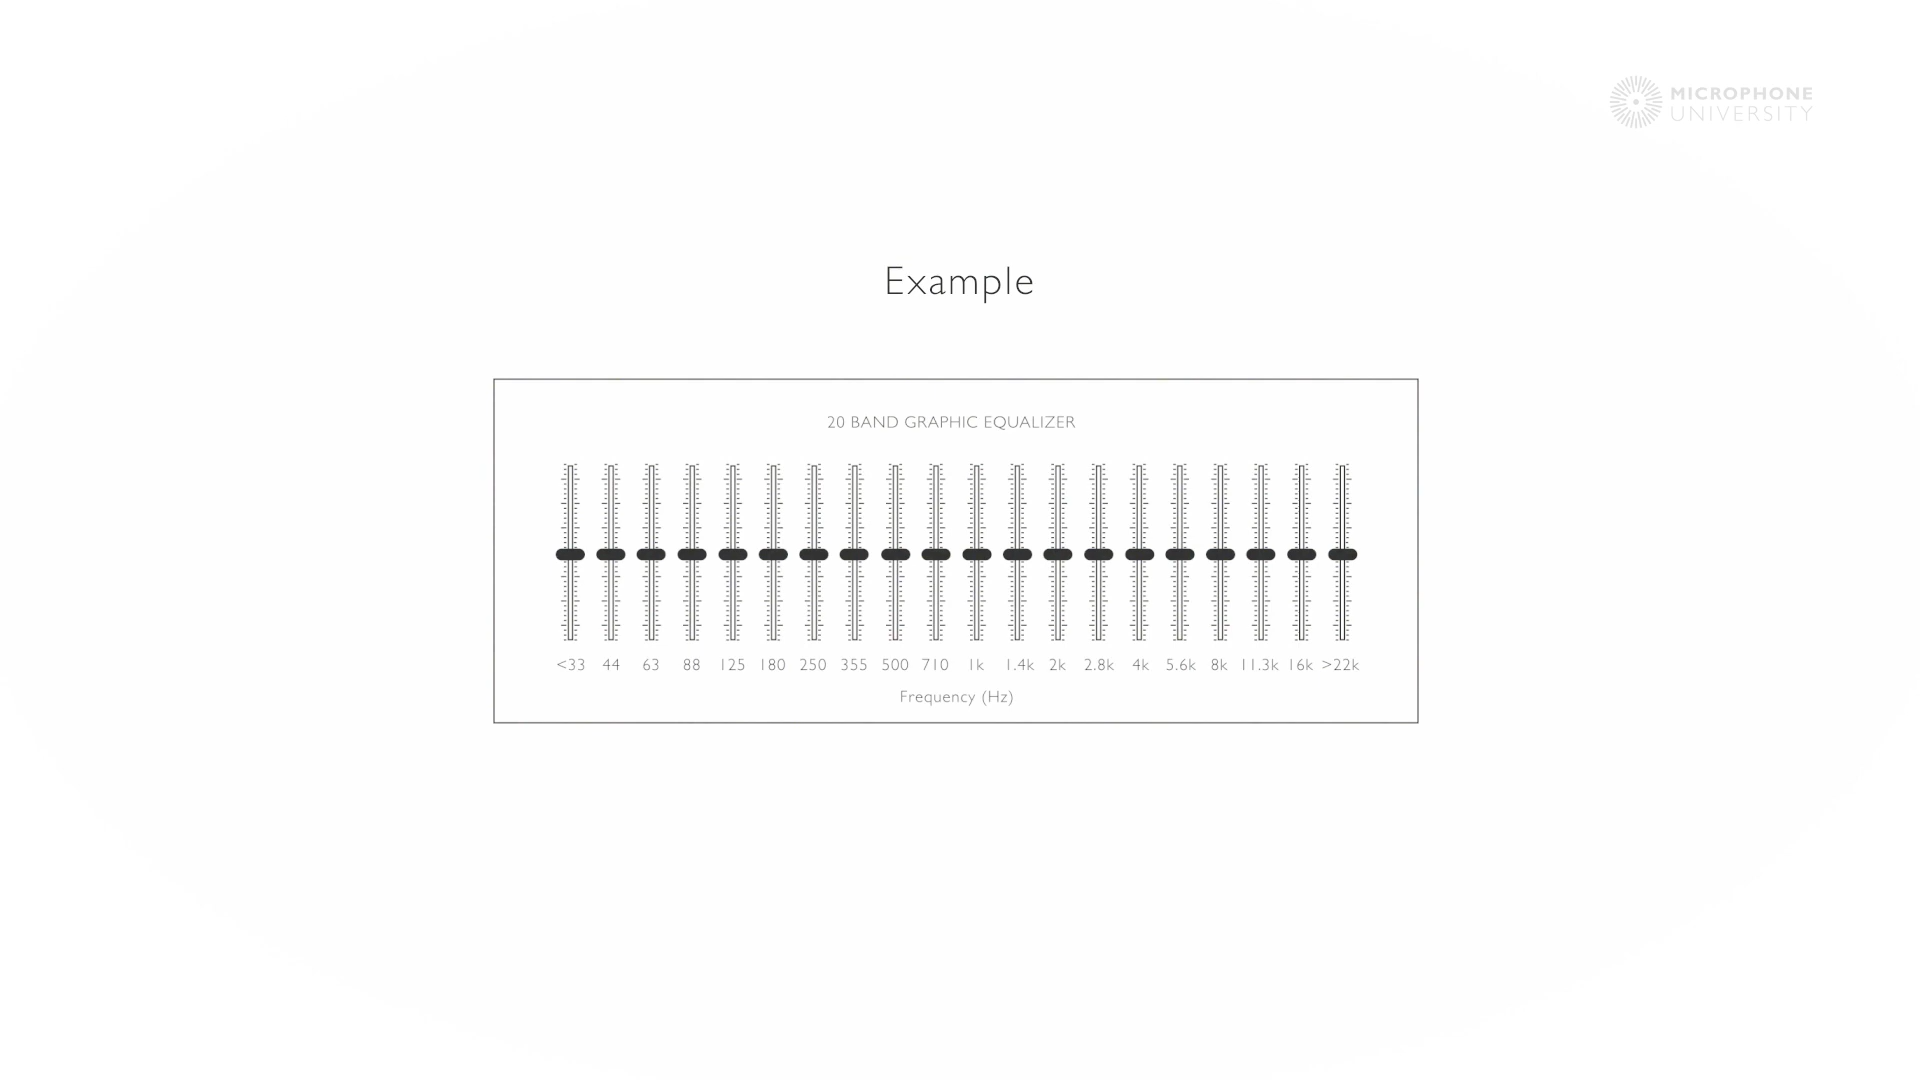 MICROPHONE
UNIVERSITY
Example
20 BAND GRAPHIC EQUALIZER
<33 44 63 88 125 180 250 355 500 710 1k 1.4k 2k 2.8k 4k 5.6k 8k 11.3k 16k >22k
Frequency (Hz)